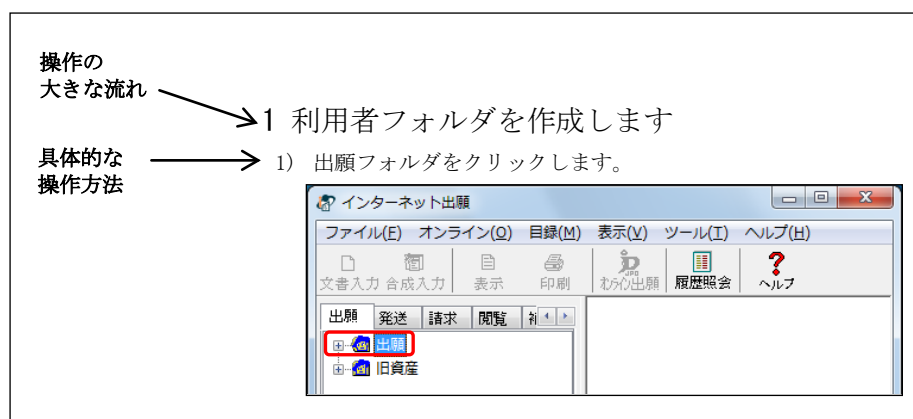 操作の
大きな流れ
1 利用者フォルダを作成します
具体的な
操作方法
1) 出願フォルダをクリックします。
インターネット出願
ファイル(F) オンライン(O) 目録(M) 表示(V) ツール(T) ヘルプ(H)
文書入力 合成入力 表示 印刷 オンライン出願 履歴照会 ヘルプ
出願 発送 請求 閲覧
出願
旧資産